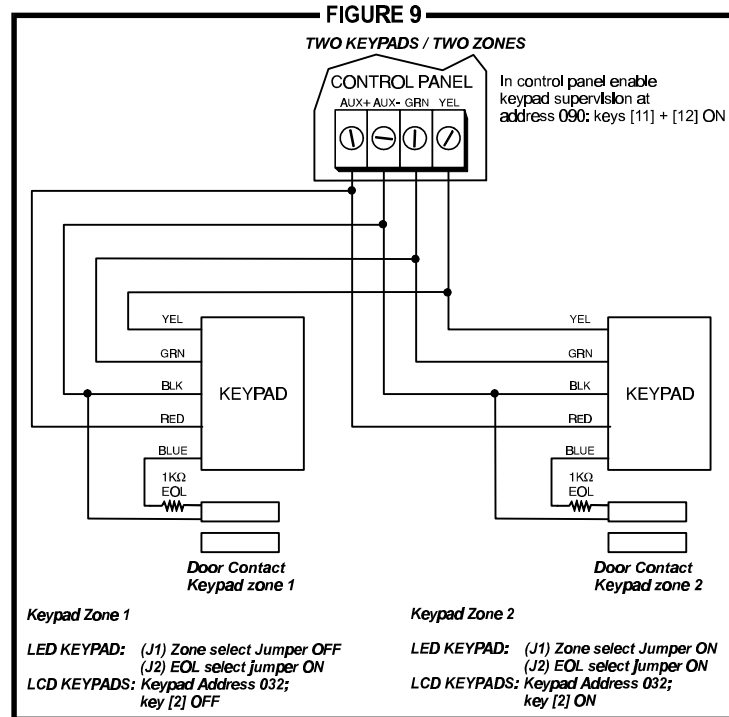 FIGURE 9
TWO KEYPADS / TWO ZONES
CONTROL PANEL
AUX+ AUX- GRN YEL
In control panel enable
keypad supervision at
address 090: keys [11] + [12] ON
YEL
GRN
BLK
RED
BLUE
KEYPAD
1KΩ
EOL
Door Contact
Keypad zone 1
YEL
GRN
BLK
RED
BLUE
KEYPAD
1KΩ
EOL
Door Contact
Keypad zone 2
Keypad Zone 1
LED KEYPAD: (J1) Zone select Jumper OFF
(J2) EOL select jumper ON
LCD KEYPADS: Keypad Address 032;
key [2] OFF
Keypad Zone 2
LED KEYPAD: (J1) Zone select Jumper ON
(J2) EOL select jumper ON
LCD KEYPADS: Keypad Address 032;
key [2] ON